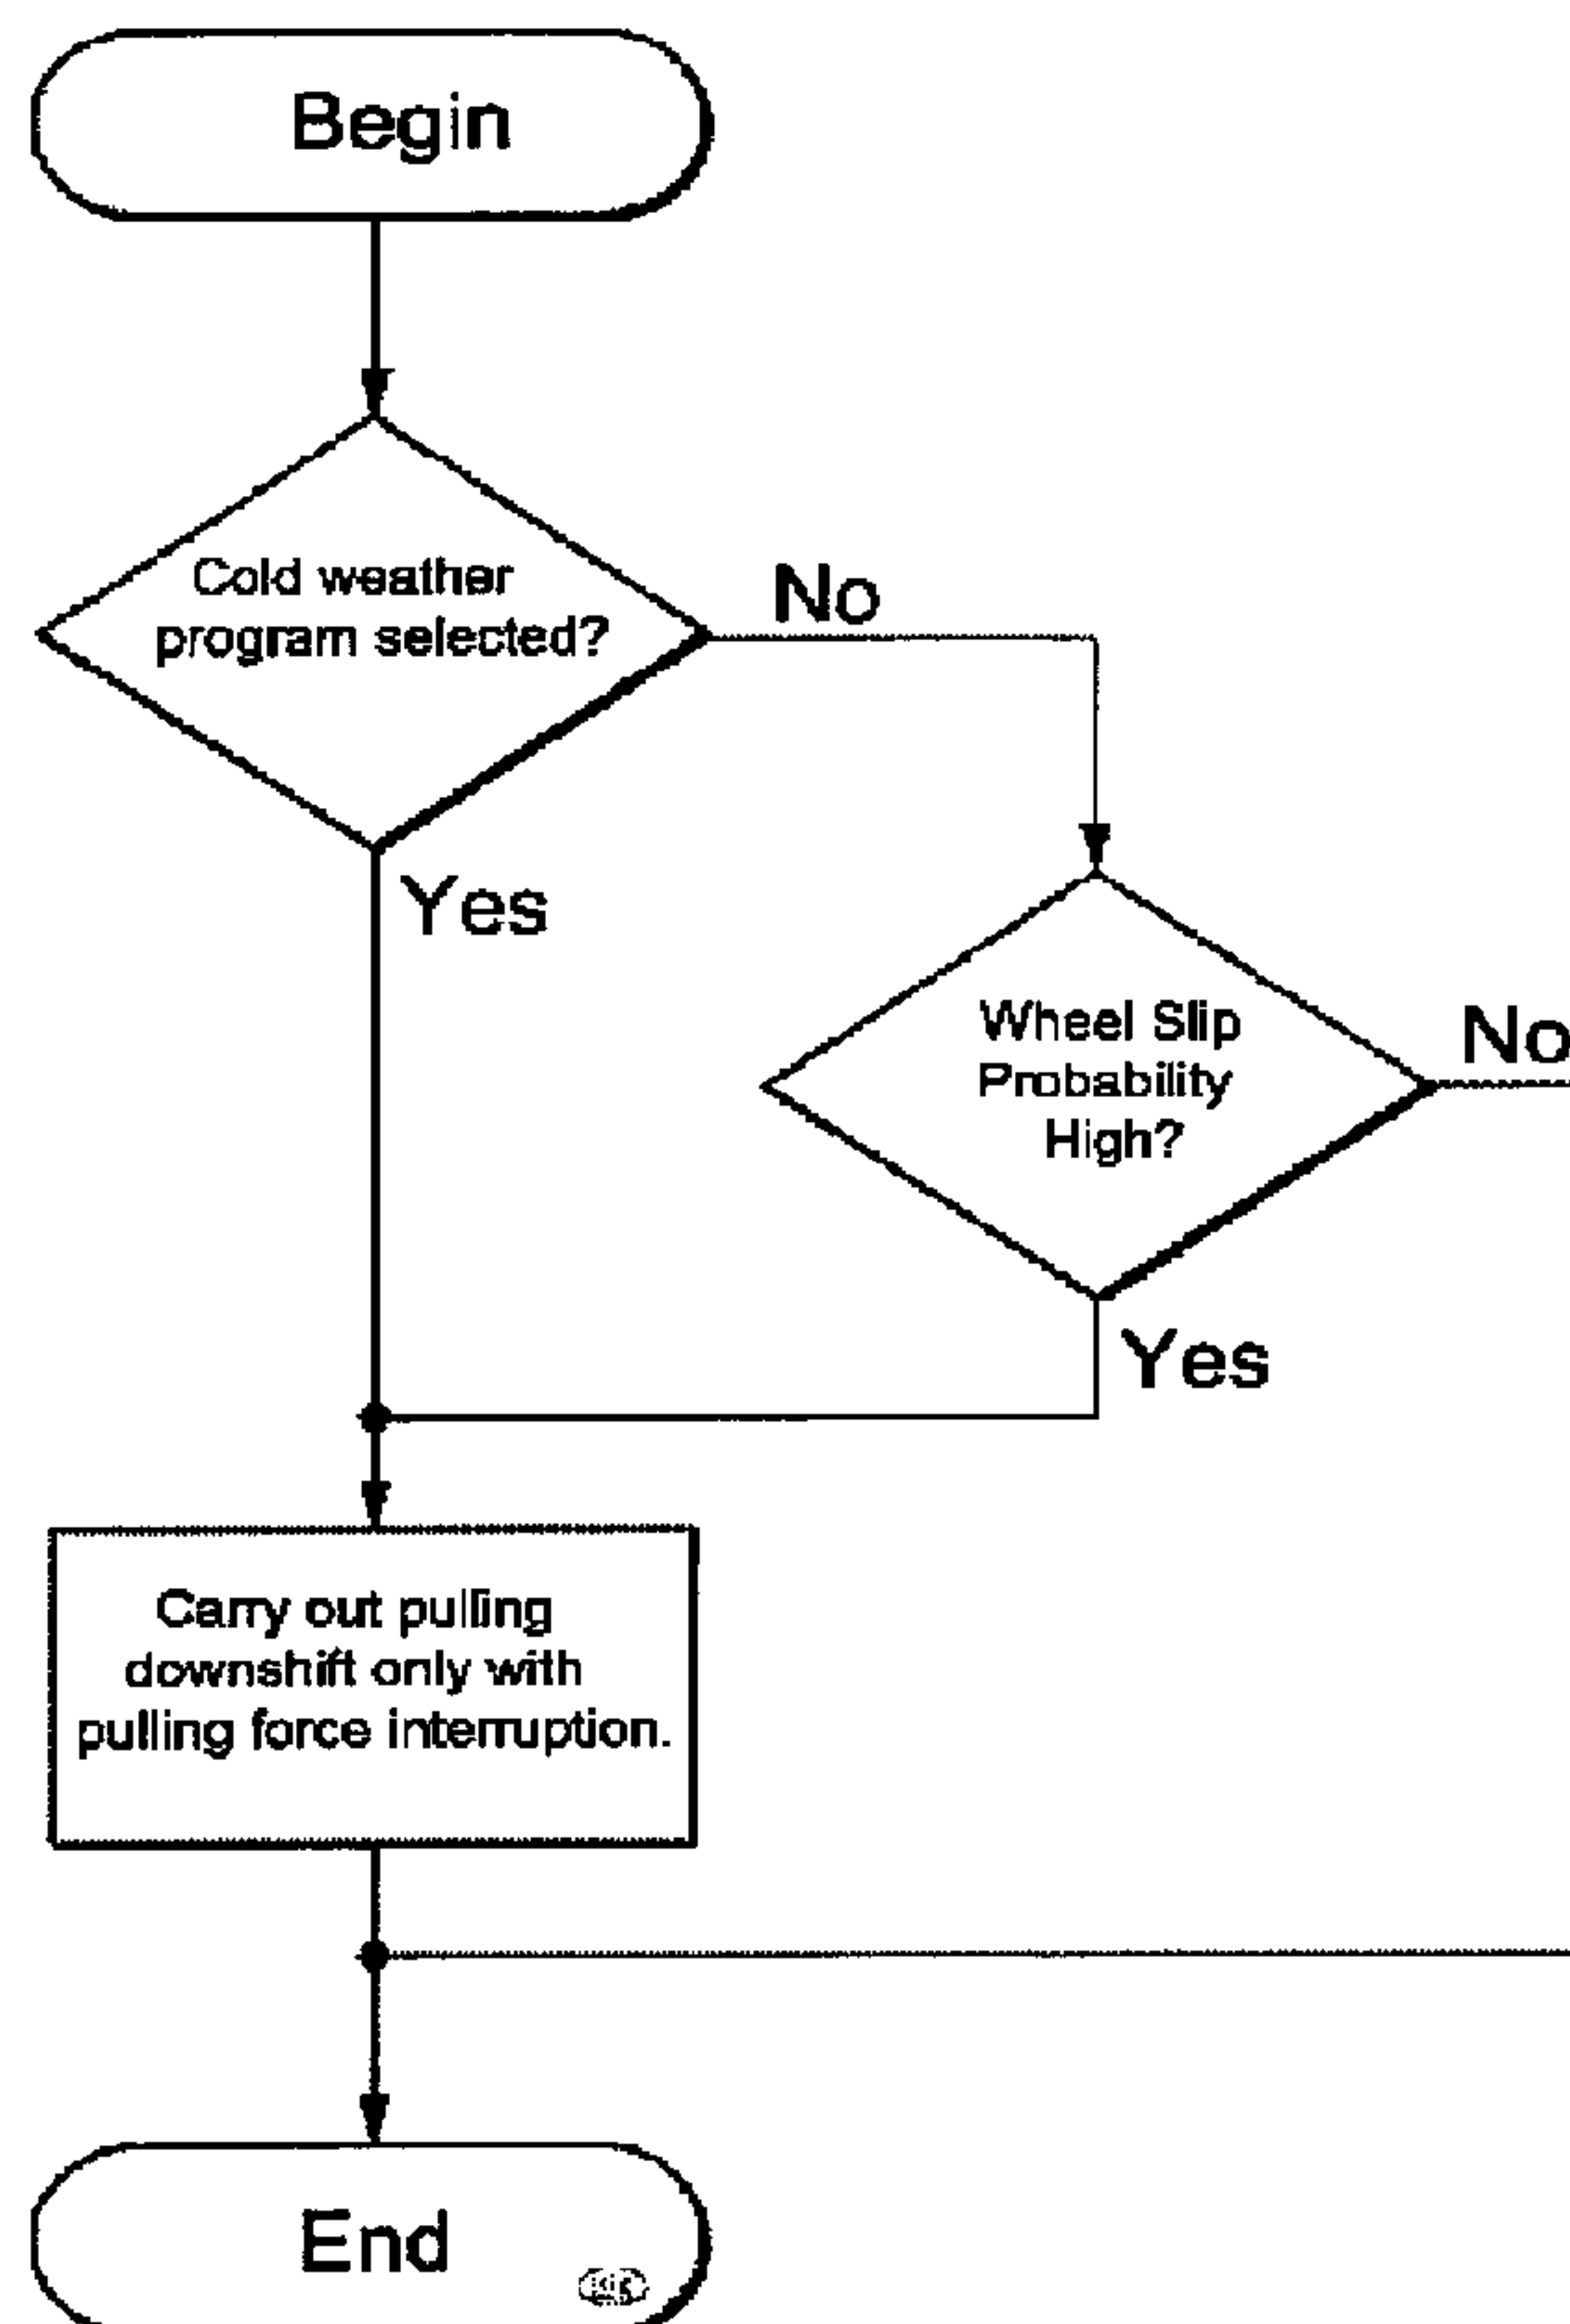 Begin
Cold weather
program selected?
No
Yes
Wheel Slip
Probability
High?
No
Yes
Carry out pulling
downshift only with
pulling force interruption.
End